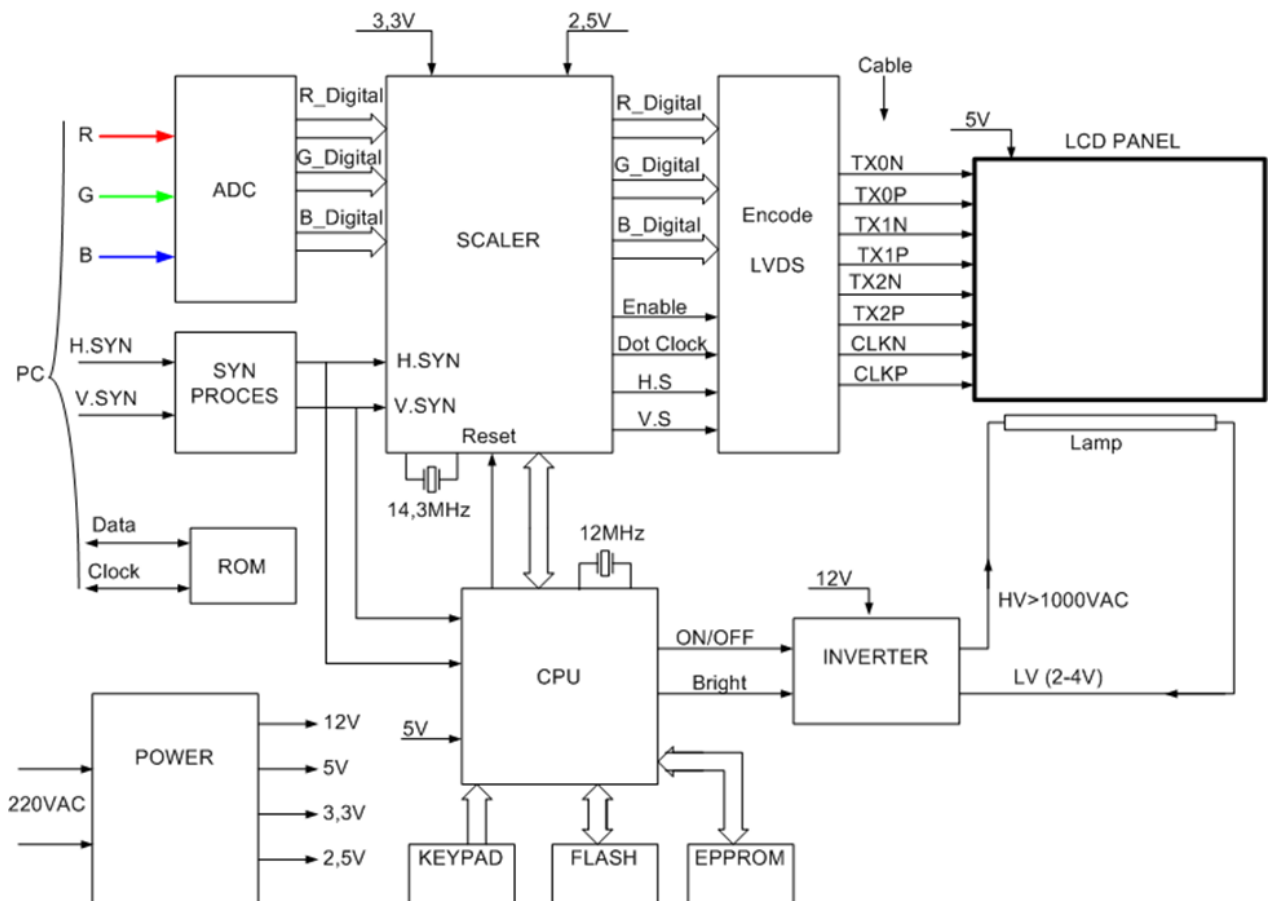 3,3V
2,5V
Cable
R_Digital
R_Digital
5V
LCD PANEL
R
G_Digital
G_Digital
TX0N
G
ADC
TX0P
B_Digital
SCALER
B_Digital
Encode
LVDS
TX1N
B
TX1P
TX2N
Enable
TX2P
H.SYN
SYN
PROCES
H.SYN
Dot Clock
CLKN
PC
H.S
CLKP
V.SYN
V.SYN
V.S
Reset
Lamp
14,3MHz
Data
12MHz
ROM
Clock
12V
HV>1000VAC
ON/OFF
INVERTER
CPU
Bright
LV (2-4V)
12V
5V
POWER
5V
220VAC
3,3V
2,5V
KEYPAD
FLASH
EPPROM